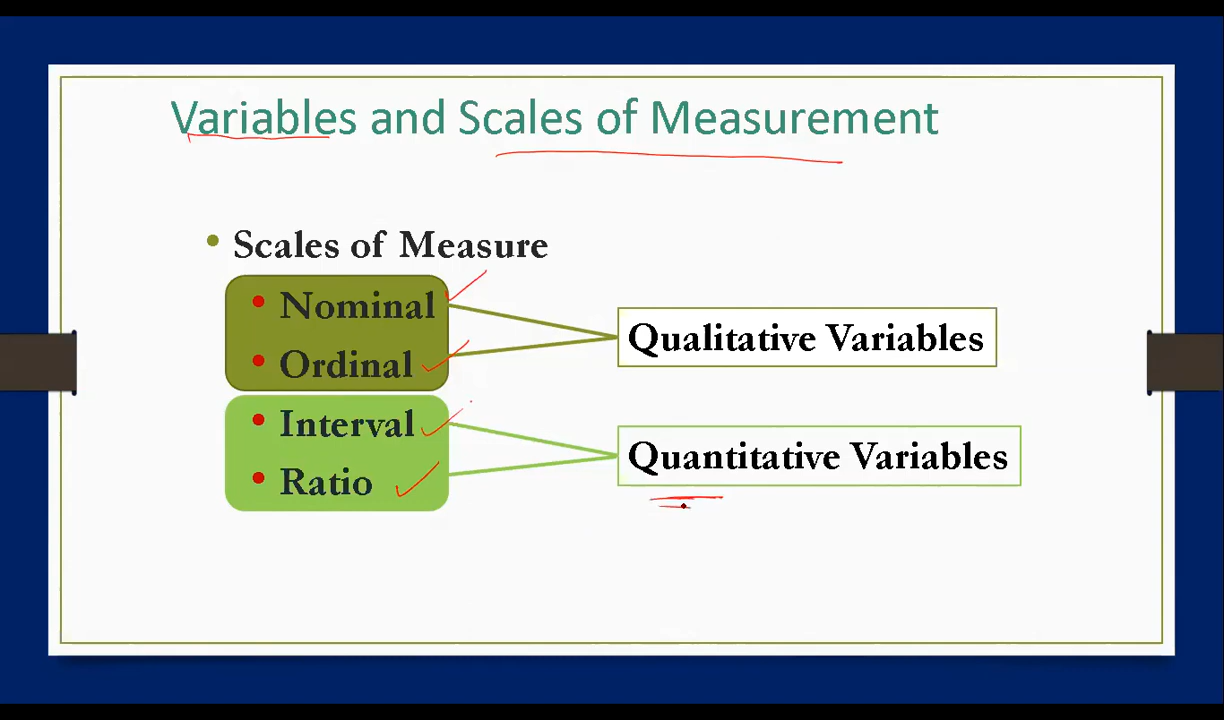 Variables and Scales of Measurement
• Scales of Measure
• Nominal
• Ordinal
Qualitative Variables
• Interval
• Ratio
Quantitative Variables